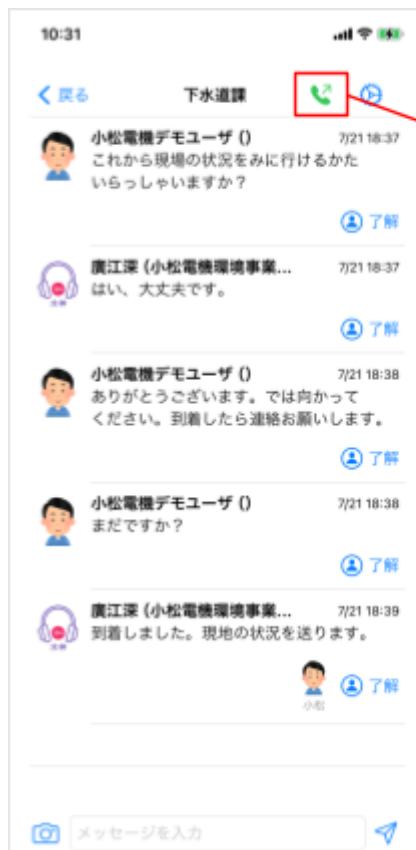 10:31
戻る
下水道課
小松電機デモユーザ ()
7/21 18:37
これから現場の状況をみに行けるかた
いらっしゃいますか?
了解
廣江深 (小松電機環境事業...
7/21 18:37
はい、大丈夫です。
了解
小松電機デモユーザ ()
7/21 18:38
ありがとうございます。では向かって
ください。到着したら連絡お願いします。
了解
小松電機デモユーザ ()
7/21 18:38
まだですか?
了解
廣江深 (小松電機環境事業...
7/21 18:39
到着しました。現地の状況を送ります。
小松
了解
メッセージを入力